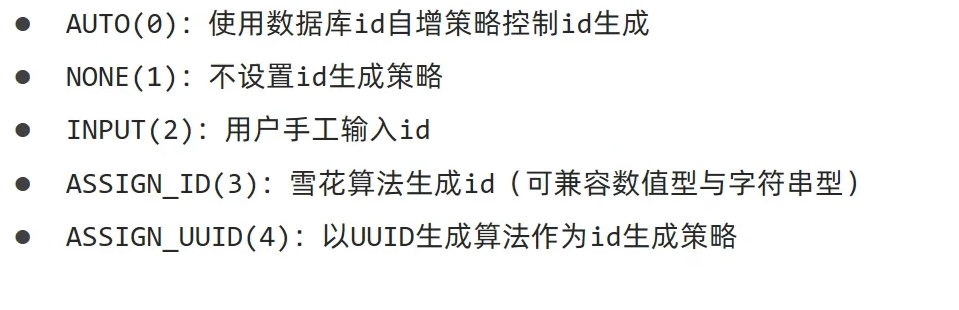 ● AUTO(0)：使用数据库id自增策略控制id生成
● NONE(1)：不设置id生成策略
● INPUT(2)：用户手工输入id
● ASSIGN_ID(3)：雪花算法生成id（可兼容数值型与字符串型）
● ASSIGN_UUID(4)：以UUID生成算法作为id生成策略